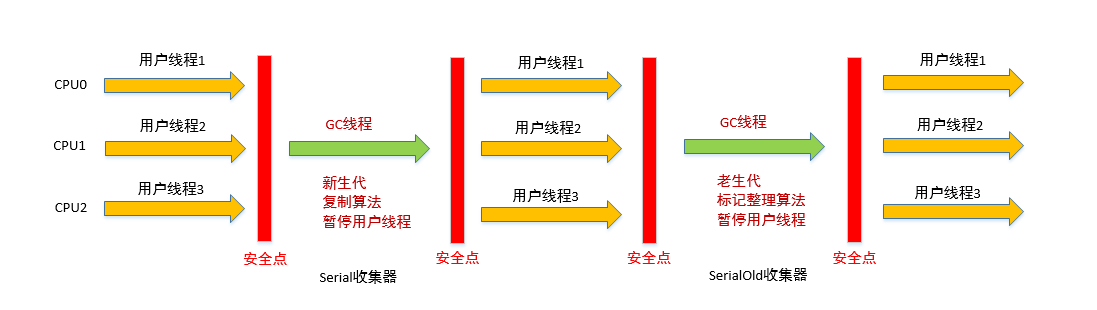 用户线程1
用户线程1
用户线程1
CPU0
GC线程
GC线程
用户线程2
用户线程2
用户线程2
CPU1
新生代
复制算法
暂停用户线程
老生代
标记整理算法
暂停用户线程
用户线程3
用户线程3
用户线程3
CPU2
安全点
安全点
安全点
安全点
Serial收集器
SerialOld收集器